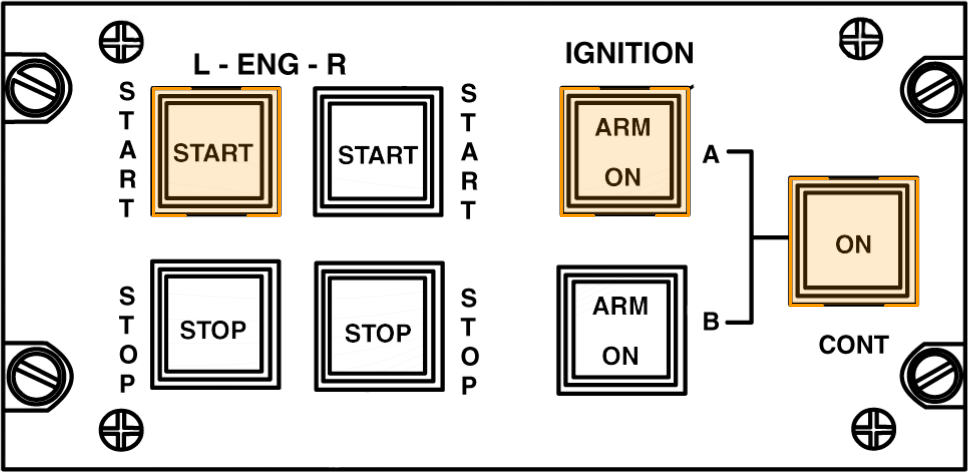 L - ENG - R
IGNITION
START
START
START
START
ARM
ON
A
ON
STOP
STOP
STOP
STOP
ARM
ON
B
CONT